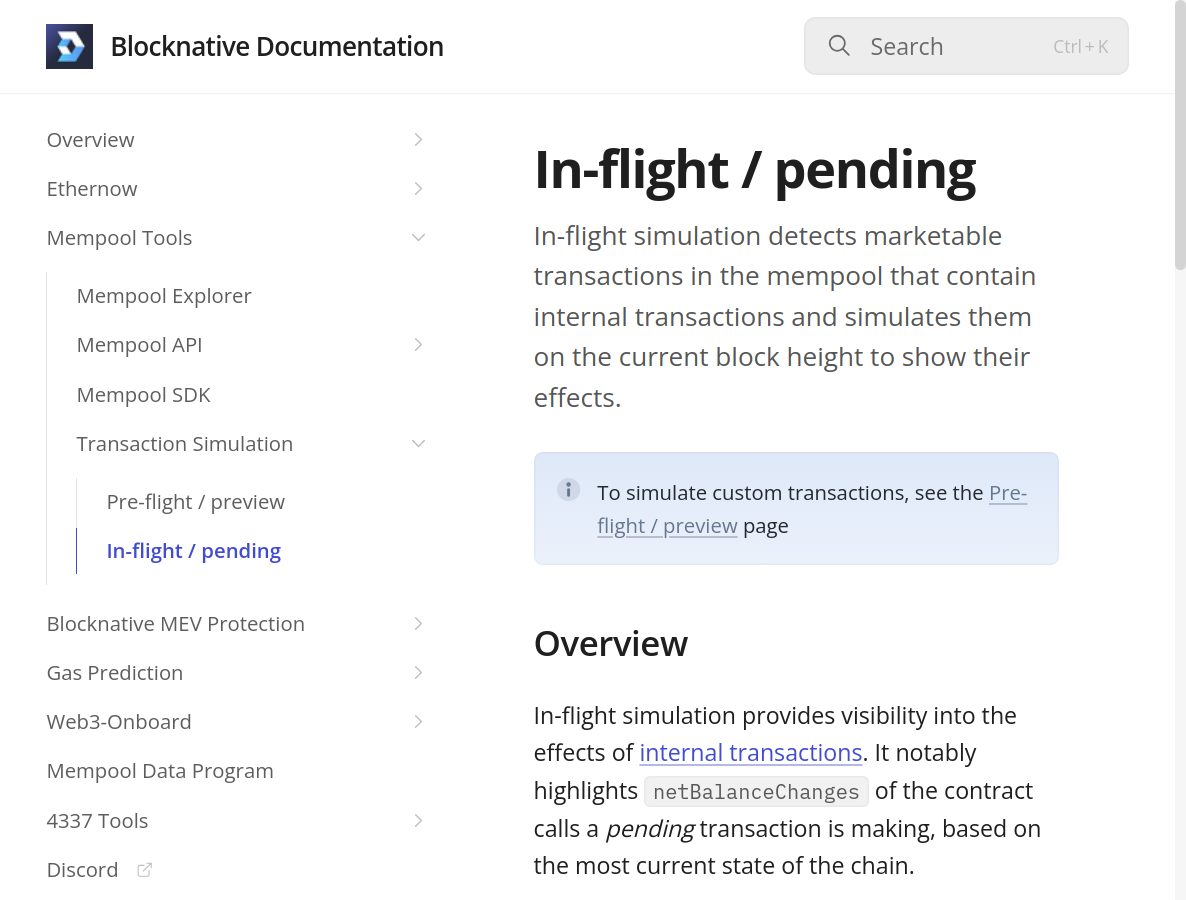 Blocknative Documentation
Search
Ctrl + K
Overview
Ethernow
Mempool Tools
Mempool Explorer
Mempool API
Mempool SDK
Transaction Simulation
Pre-flight / preview
In-flight / pending
Blocknative MEV Protection
Gas Prediction
Web3-Onboard
Mempool Data Program
4337 Tools
Discord
In-flight / pending
In-flight simulation detects marketable
transactions in the mempool that contain
internal transactions and simulates them
on the current block height to show their
effects.
To simulate custom transactions, see the Pre-
flight / preview page
Overview
In-flight simulation provides visibility into the
effects of internal transactions. It notably
highlights netBalanceChanges of the contract
calls a pending transaction is making, based on
the most current state of the chain.